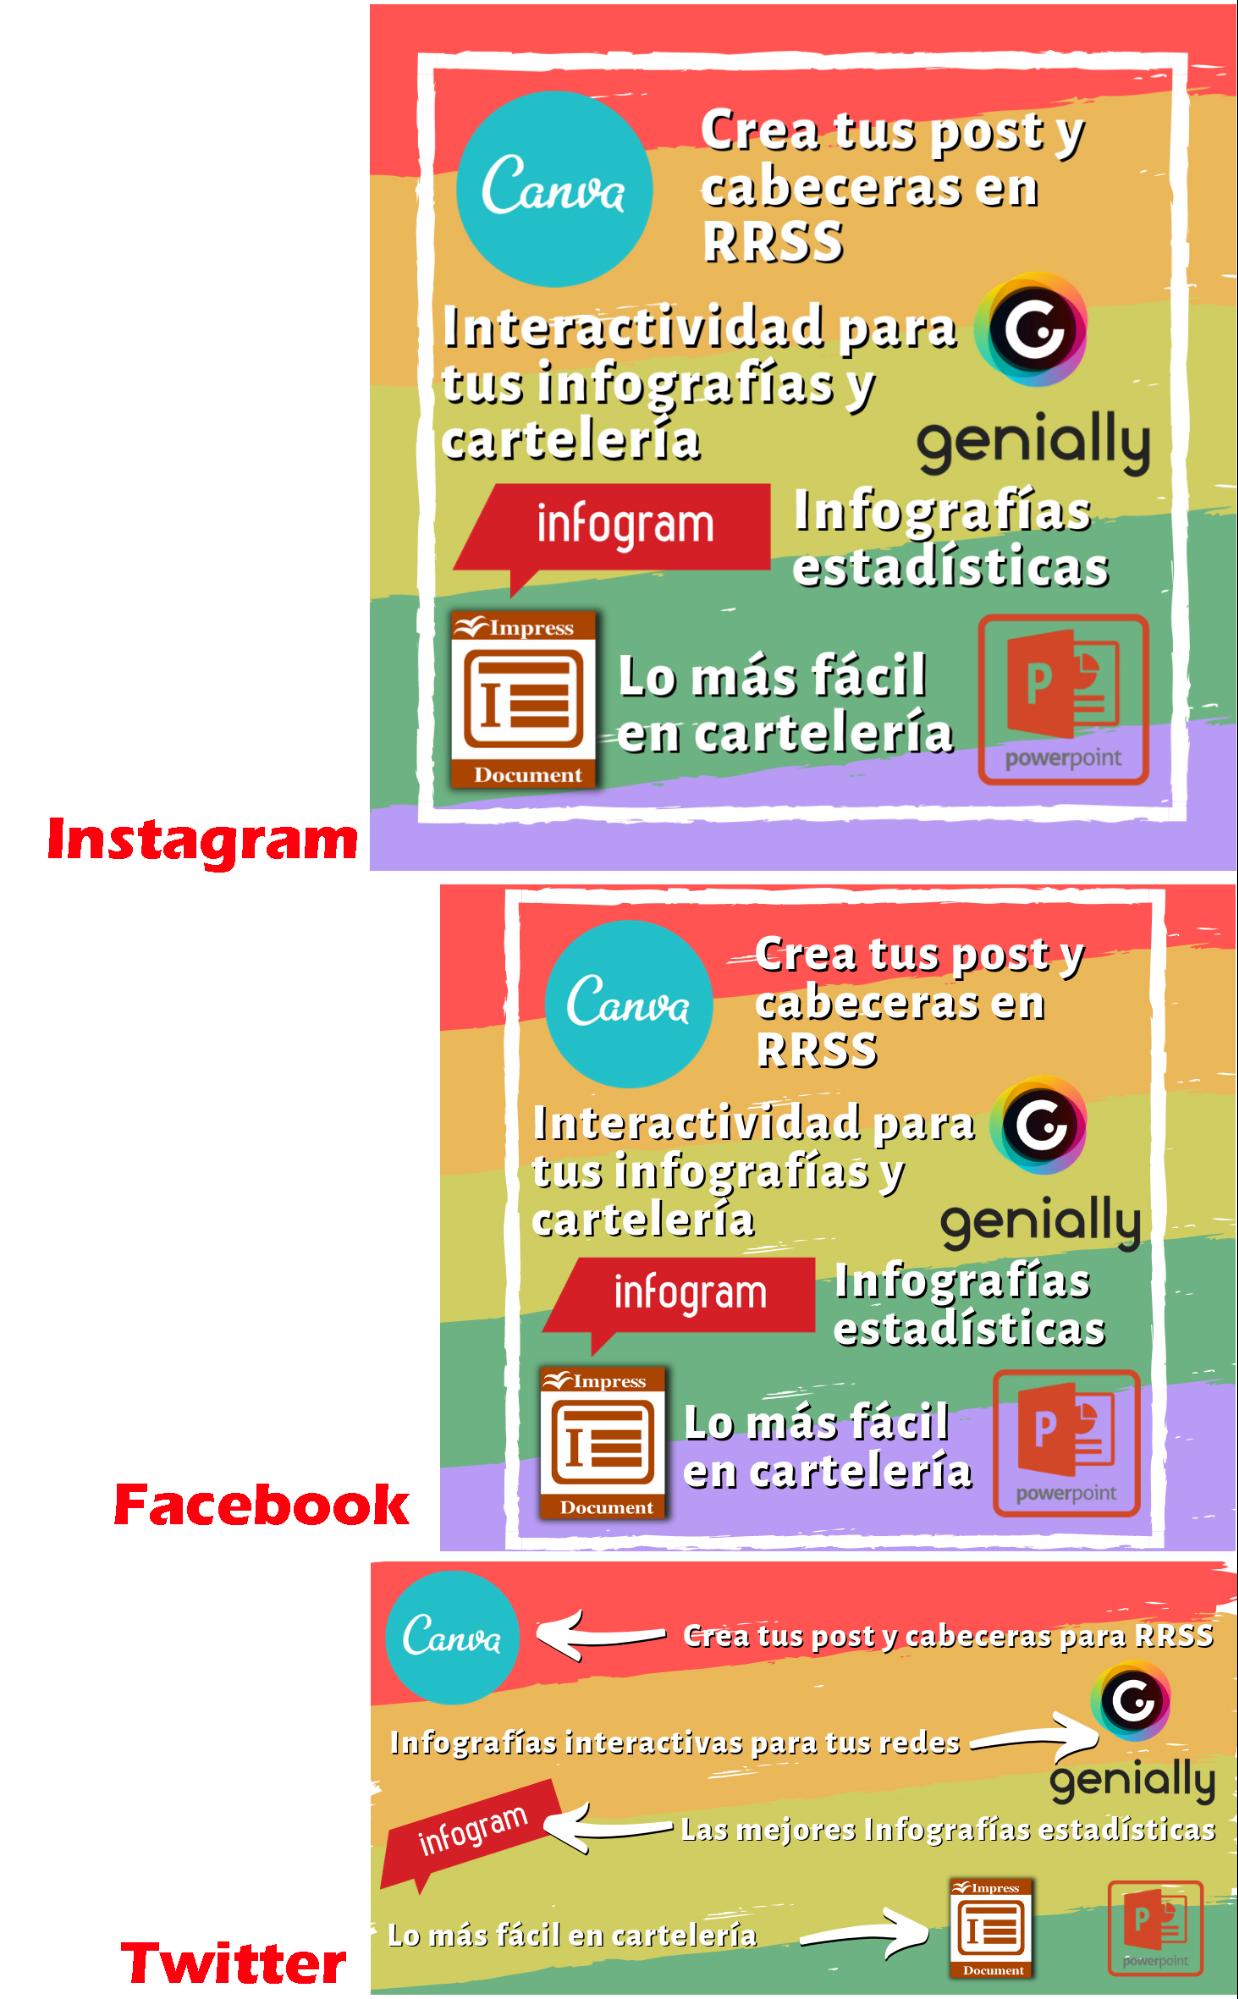 Canva
Crea tus post y
cabeceras en
RRSS
Interactividad para
tus infografías y
cartelería
genially
infogram
Infografías
estadísticas
Impress
Document
Lo más fácil
en cartelería
P
powerpoint
Instagram
Canva
Crea tus post y
cabeceras en
RRSS
Interactividad para
tus infografías y
cartelería
genially
infogram
Infografías
estadísticas
Impress
Document
Lo más fácil
en cartelería
P
powerpoint
Facebook
Canva
Crea tus post y cabeceras para RRSS
Infografías interactivas para tus redes
genially
infogram
Las mejores Infografías estadísticas
Lo más fácil en cartelería
Impress
Document
P
powerpoint
Twitter